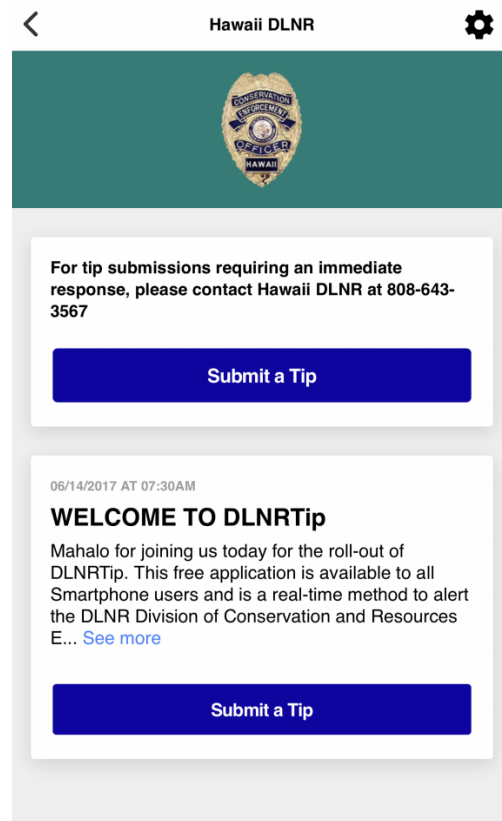 Hawaii DLNR
CONSERVATION
ENFORCEMENT
OFFICER
HAWAII
For tip submissions requiring an immediate
response, please contact Hawaii DLNR at 808-643-
3567
Submit a Tip
06/14/2017 AT 07:30AM
WELCOME TO DLNRTip
Mahalo for joining us today for the roll-out of
DLNRTip. This free application is available to all
Smartphone users and is a real-time method to alert
the DLNR Division of Conservation and Resources
E... See more
Submit a Tip